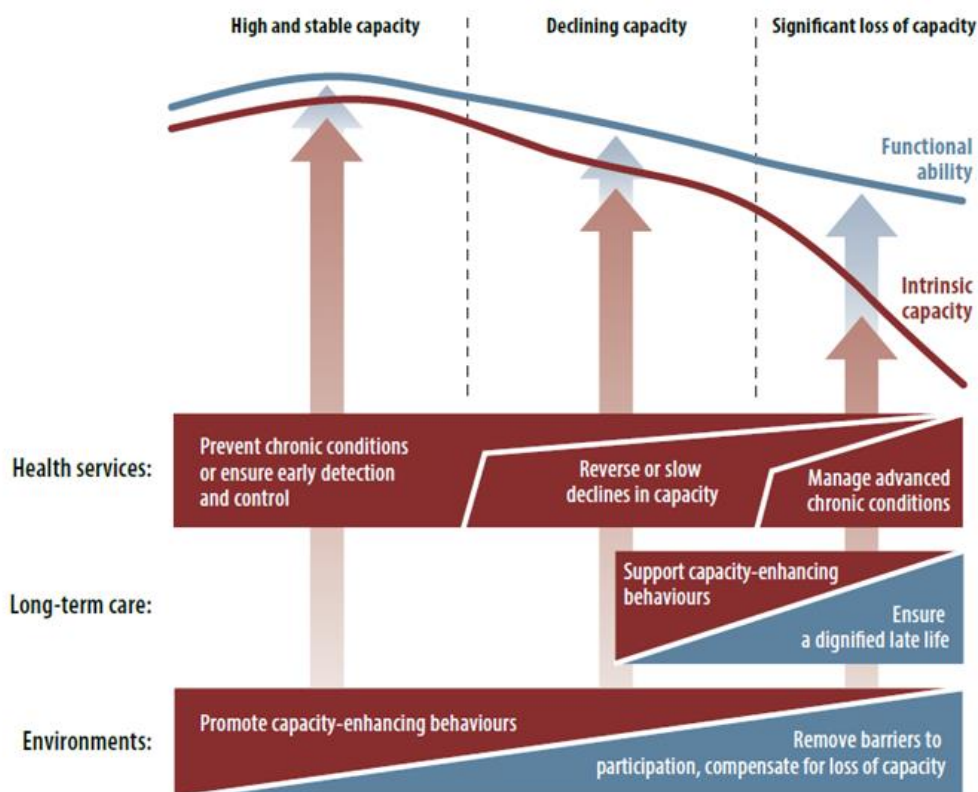 High and stable capacity
Declining capacity
Significant loss of capacity
Functional
ability
Intrinsic
capacity
Health services:
Prevent chronic conditions
or ensure early detection
and control
Reverse or slow
declines in capacity
Manage advanced
chronic conditions
Long-term care:
Support capacity-enhancing
behaviours
Ensure
a dignified late life
Environments:
Promote capacity-enhancing behaviours
Remove barriers to
participation, compensate for loss of capacity